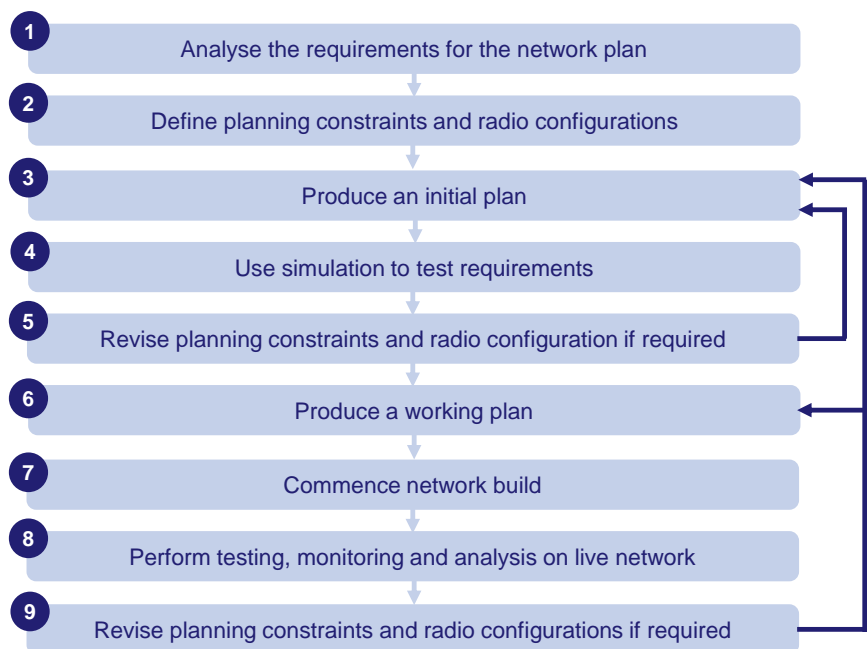 1
Analyse the requirements for the network plan
2
Define planning constraints and radio configurations
3
Produce an initial plan
4
Use simulation to test requirements
5
Revise planning constraints and radio configuration if required
6
Produce a working plan
7
Commence network build
8
Perform testing, monitoring and analysis on live network
9
Revise planning constraints and radio configurations if required